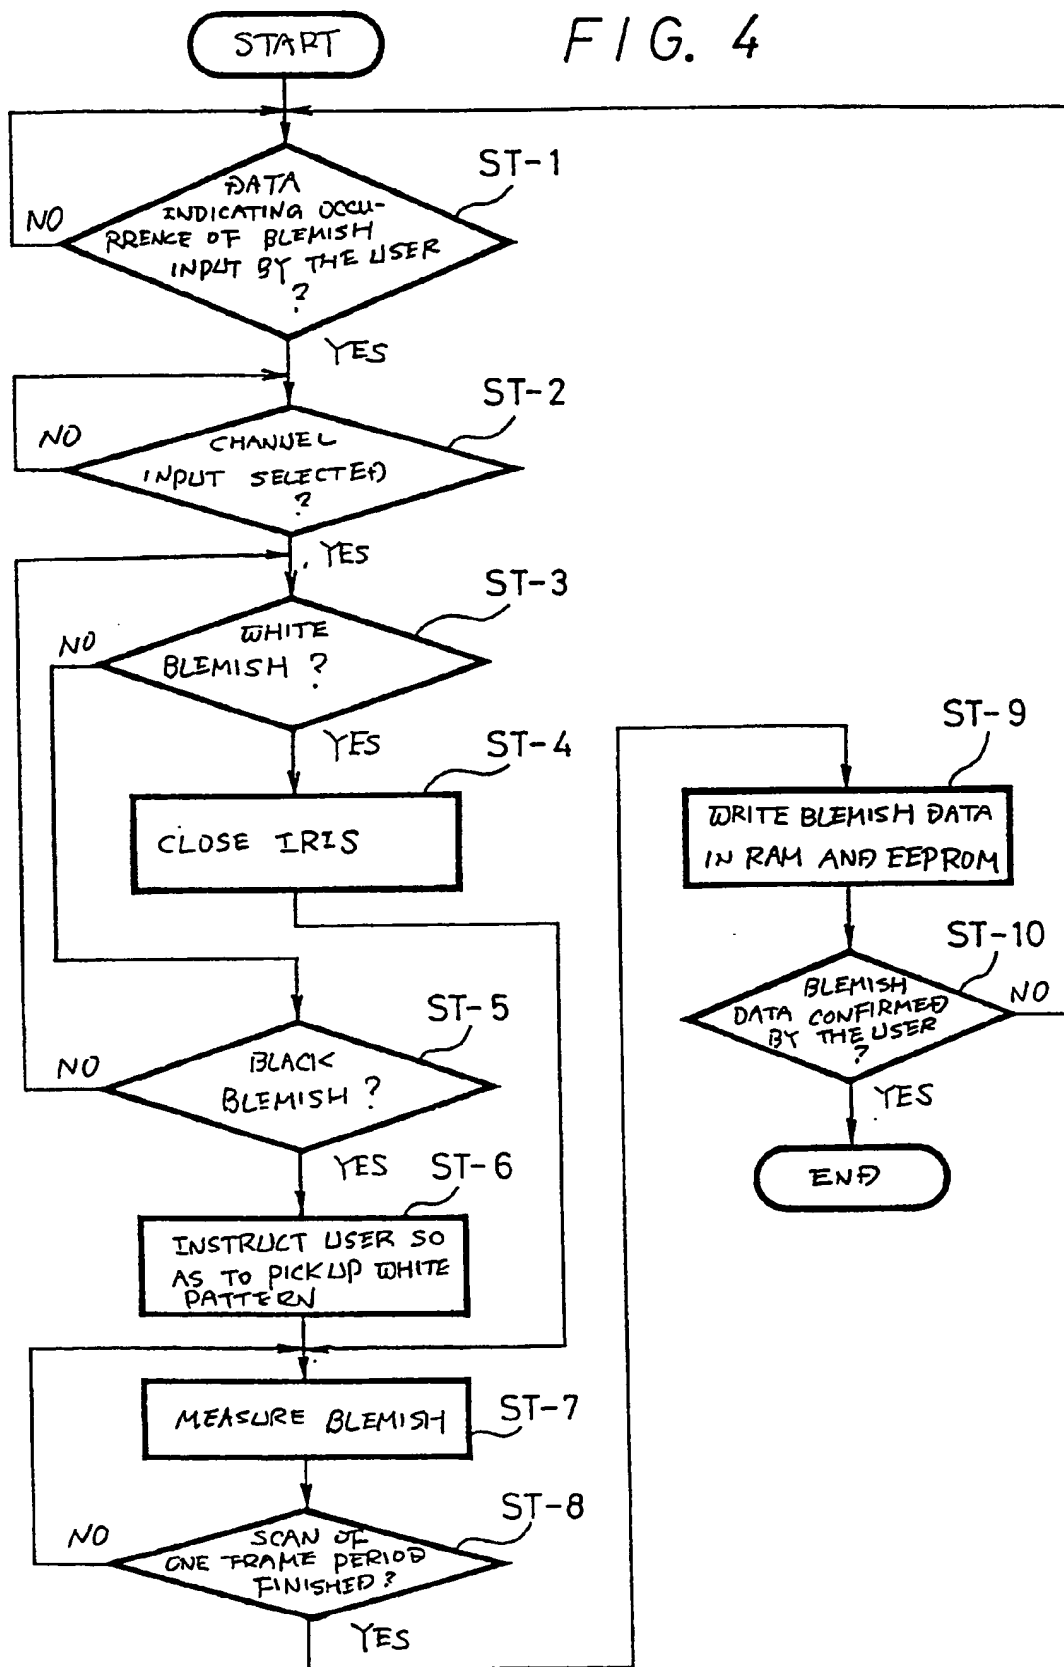 FIG. 4
START
ST-1
DATA
INDICATING OCCU-
RRENCE OF BLEMISH
INPUT BY THE USER
?
NO
YES
ST-2
CHANNEL
INPUT SELECTED
?
NO
YES
ST-3
WHITE
BLEMISH ?
NO
YES
ST-4
CLOSE IRIS
ST-5
BLACK
BLEMISH ?
NO
YES
ST-6
INSTRUCT USER SO
AS TO PICK UP WHITE
PATTERN
MEASURE BLEMISH
ST-7
ST-8
SCAN OF
ONE FRAME PERIOD
FINISHED ?
NO
YES
ST-9
WRITE BLEMISH DATA
IN RAM AND EEPROM
ST-10
BLEMISH
DATA CONFIRMED
BY THE USER
?
NO
YES
END